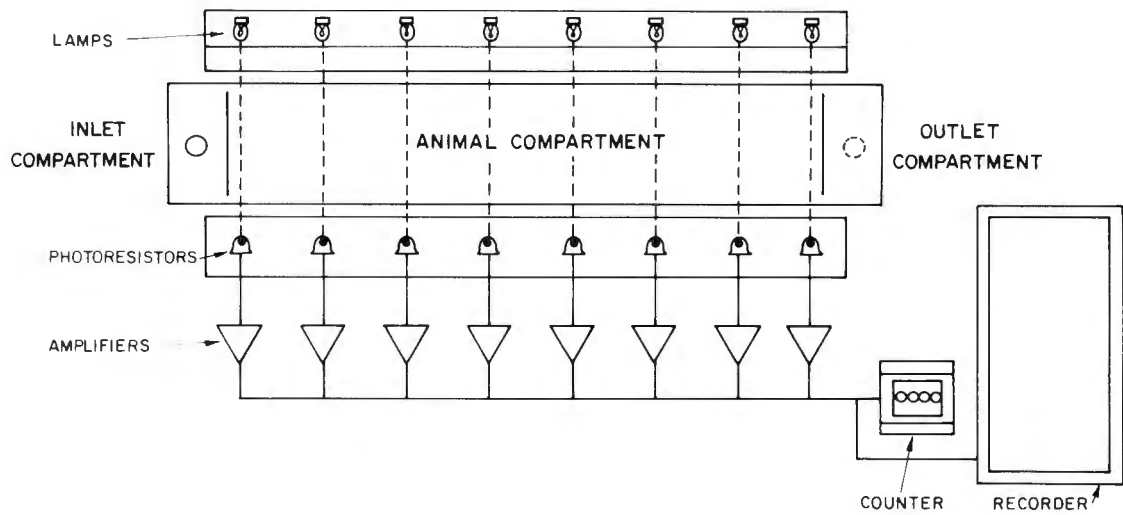 LAMPS
INLET
COMPARTMENT
ANIMAL COMPARTMENT
OUTLET
COMPARTMENT
PHOTORESISTORS
AMPLIFIERS
COUNTER
RECORDER